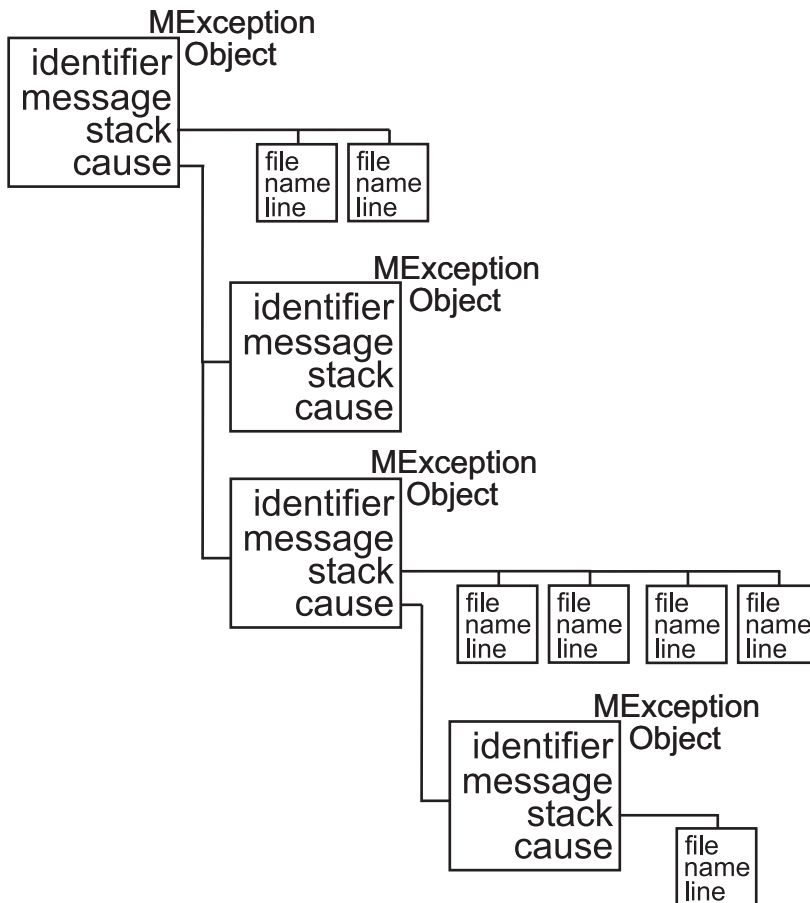 MException
Object
identifier
message
stack
cause
file
name
line
file
name
line
MException
Object
identifier
message
stack
cause
MException
Object
identifier
message
stack
cause
file
name
line
file
name
line
file
name
line
file
name
line
MException
Object
identifier
message
stack
cause
file
name
line